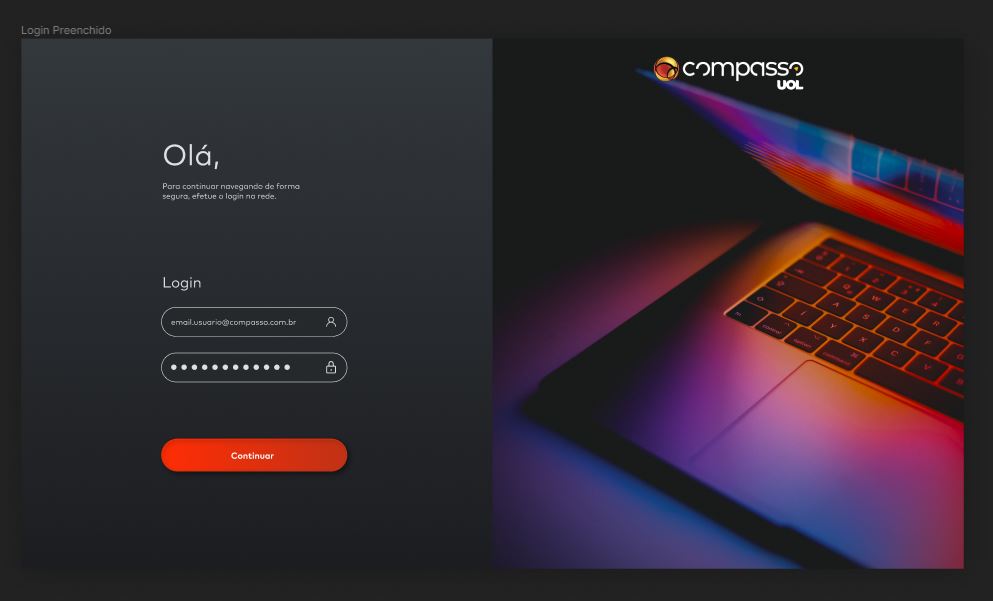 Login Preenchido
compasso
UOL
Olá,
Para continuar navegando de forma
segura, efetue o login na rede.
Login
email.usuario@compasso.com.br
Continuar